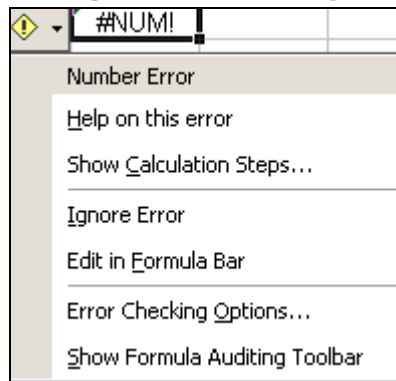 #NUM!
Number Error
Help on this error
Show Calculation Steps...
Ignore Error
Edit in Formula Bar
Error Checking Options...
Show Formula Auditing Toolbar